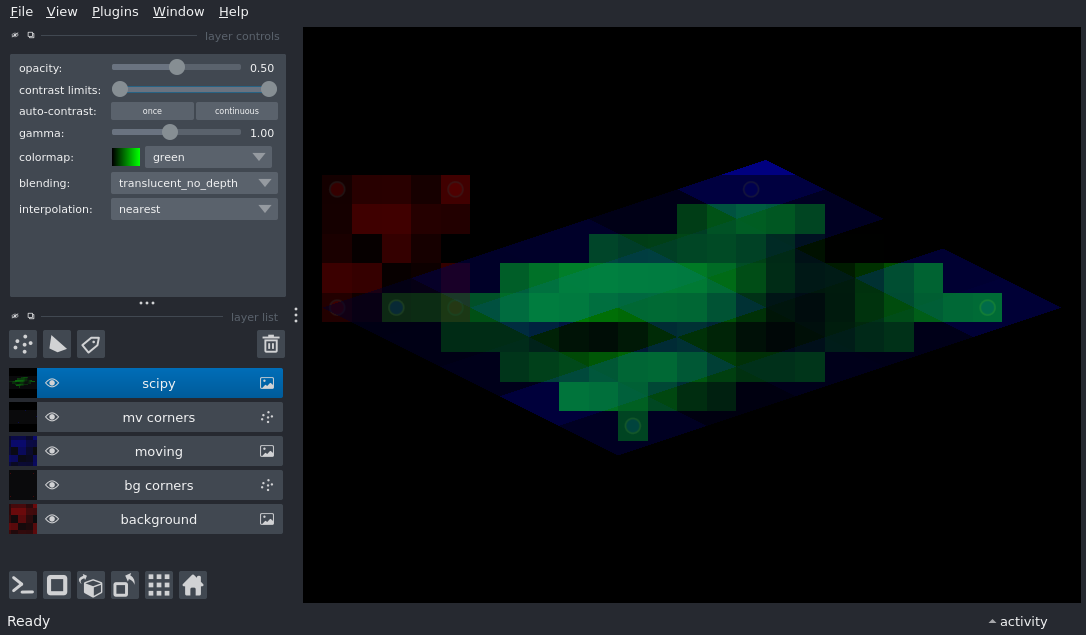 File View Plugins Window Help
layer controls
opacity: 0.50
contrast limits:
auto-contrast: once continuous
gamma: 1.00
colormap: green
blending: translucent_no_depth
interpolation: nearest
layer list
scipy
mv corners
moving
bg corners
background
Ready
activity